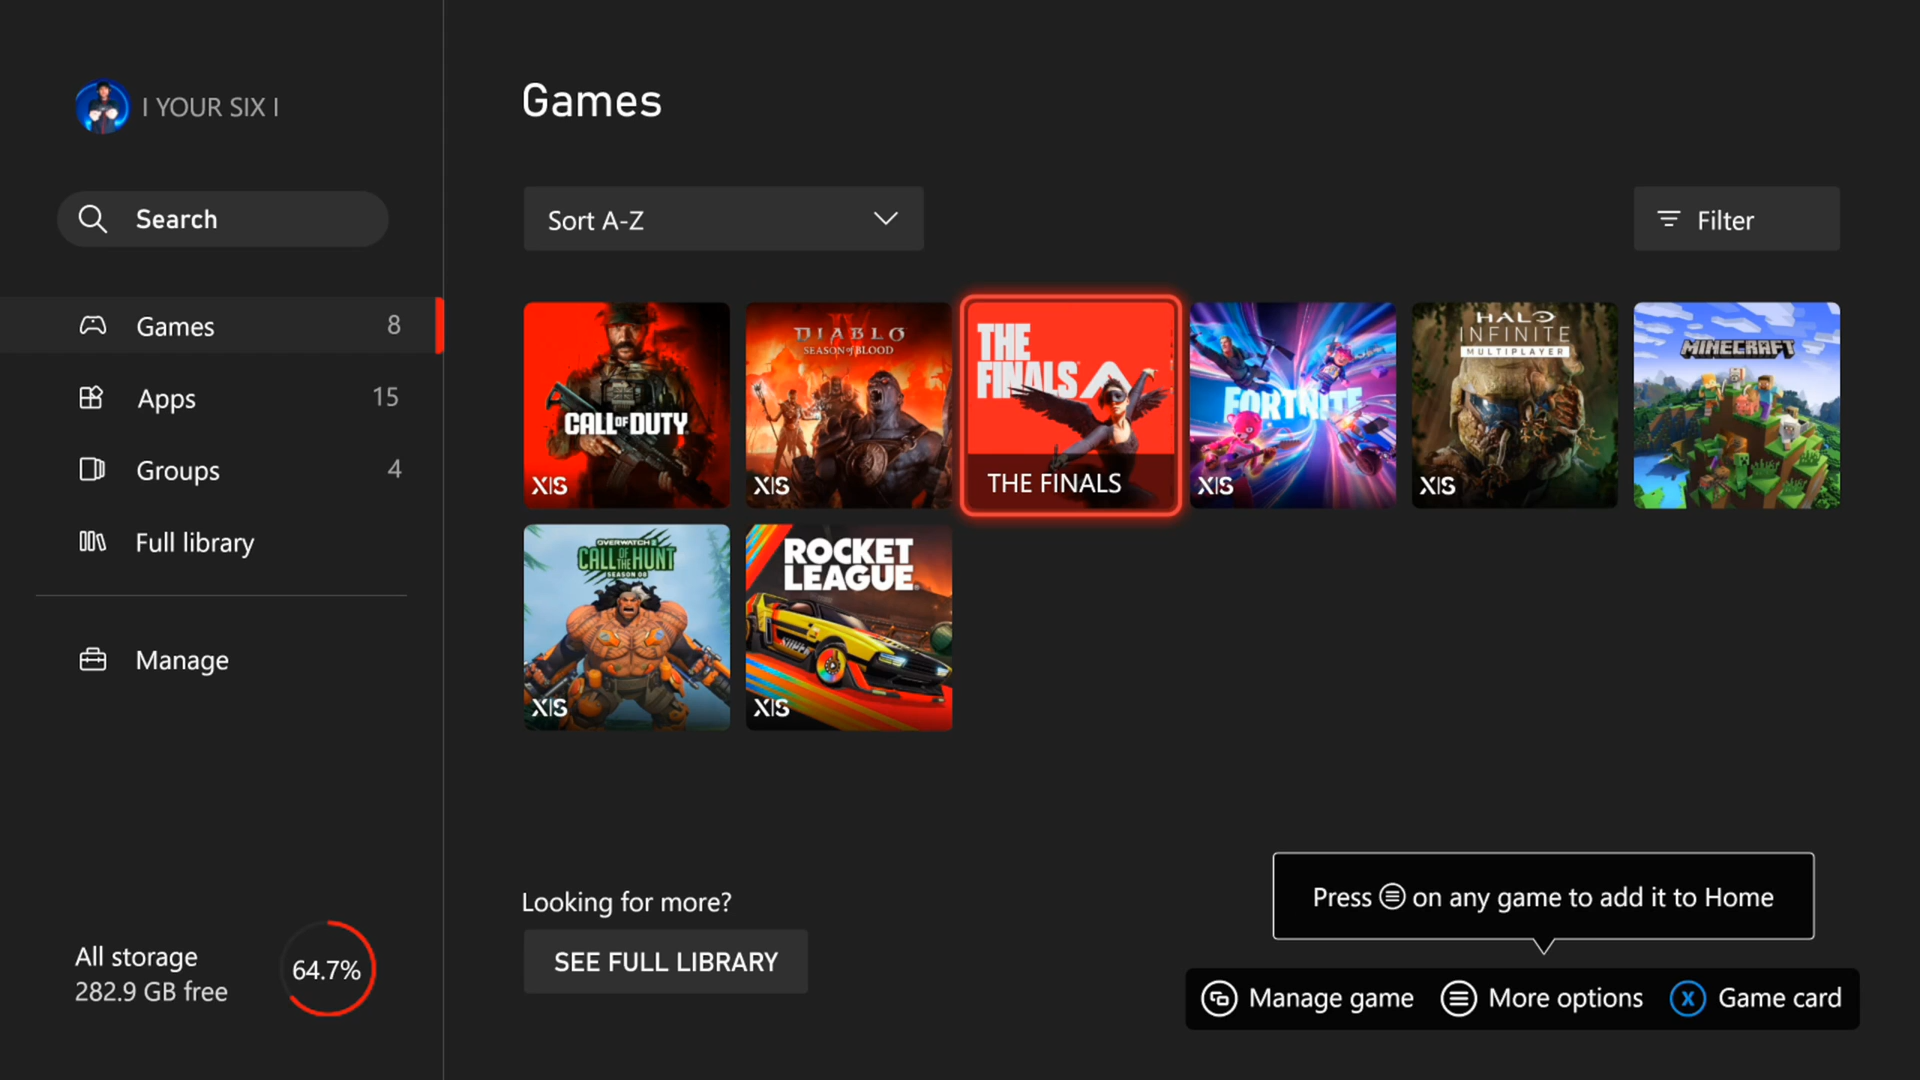 I YOUR SIX I
Search
Games 8
Apps 15
Groups 4
Full library
Manage
All storage
282.9 GB free
64.7%
Games
Sort A-Z
Filter
CALL OF DUTY
X|S
DIABLO
IV
SEASON of BLOOD
X|S
THE
FINALS
THE FINALS
FORTNITE
X|S
HALO
INFINITE
MULTIPLAYER
X|S
MINECRAFT
OVERWATCH 2
CALL OF THE HUNT
SEASON 08
X|S
ROCKET
LEAGUE
X|S
Looking for more?
SEE FULL LIBRARY
Press on any game to add it to Home
Manage game
More options
X Game card